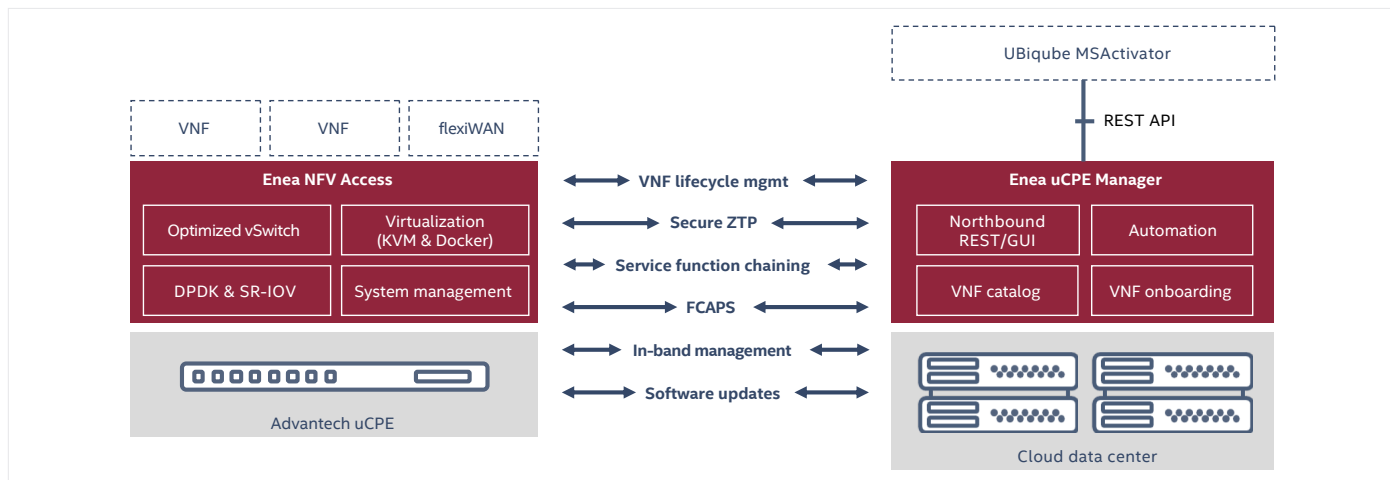 UBiqube MSActivator
REST API
VNF
VNF
flexiWAN
Enea NFV Access
Optimized vSwitch
Virtualization
(KVM & Docker)
DPDK & SR-IOV
System management
Advantech uCPE
VNF lifecycle mgmt
Secure ZTP
Service function chaining
FCAPS
In-band management
Software updates
Enea uCPE Manager
Northbound
REST/GUI
Automation
VNF catalog
VNF onboarding
Cloud data center